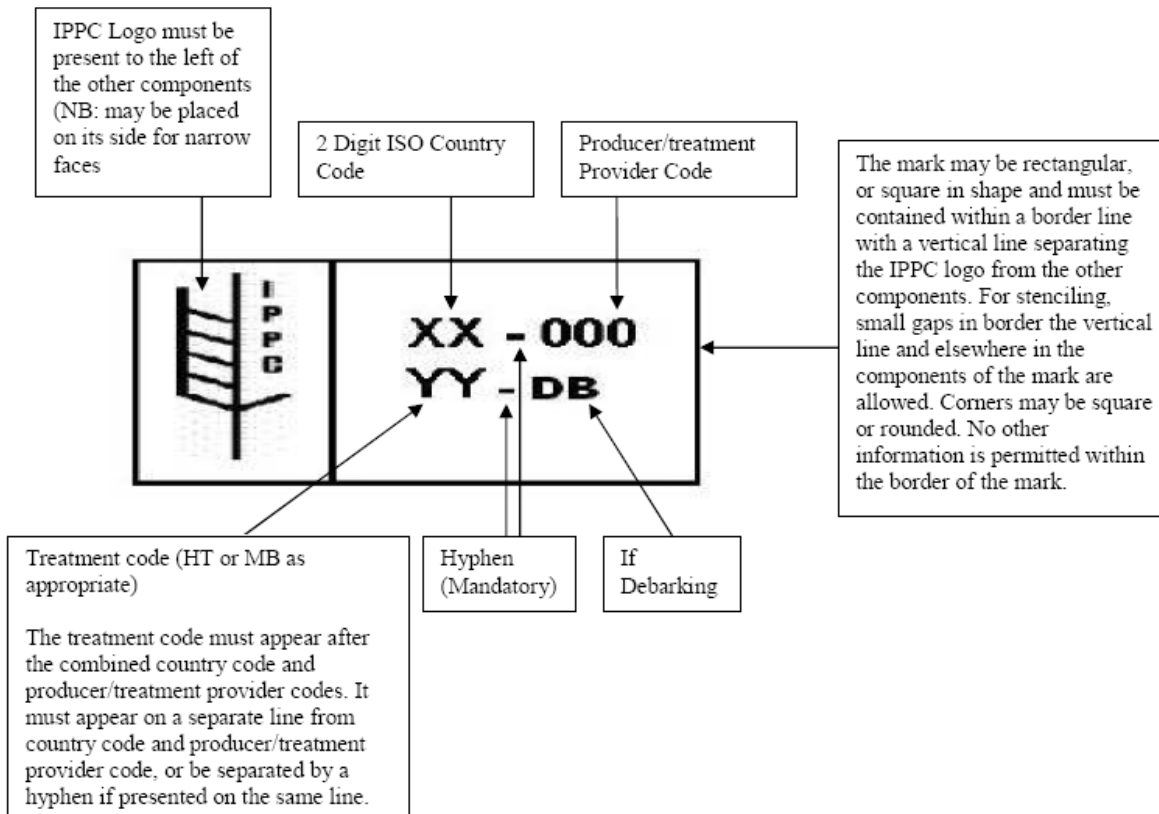 IPPC Logo must be
present to the left of
the other components
(NB: may be placed
on its side for narrow
faces
2 Digit ISO Country
Code
Producer/treatment
Provider Code
The mark may be rectangular,
or square in shape and must be
contained within a border line
with a vertical line separating
the IPPC logo from the other
components. For stenciling,
small gaps in border the vertical
line and elsewhere in the
components of the mark are
allowed. Corners may be square
or rounded. No other
information is permitted within
the border of the mark.
I
P
P
C
XX - 000
YY - DB
Treatment code (HT or MB as
appropriate)
The treatment code must appear after
the combined country code and
producer/treatment provider codes. It
must appear on a separate line from
country code and producer/treatment
provider code, or be separated by a
hyphen if presented on the same line.
Hyphen
(Mandatory)
If
Debarking